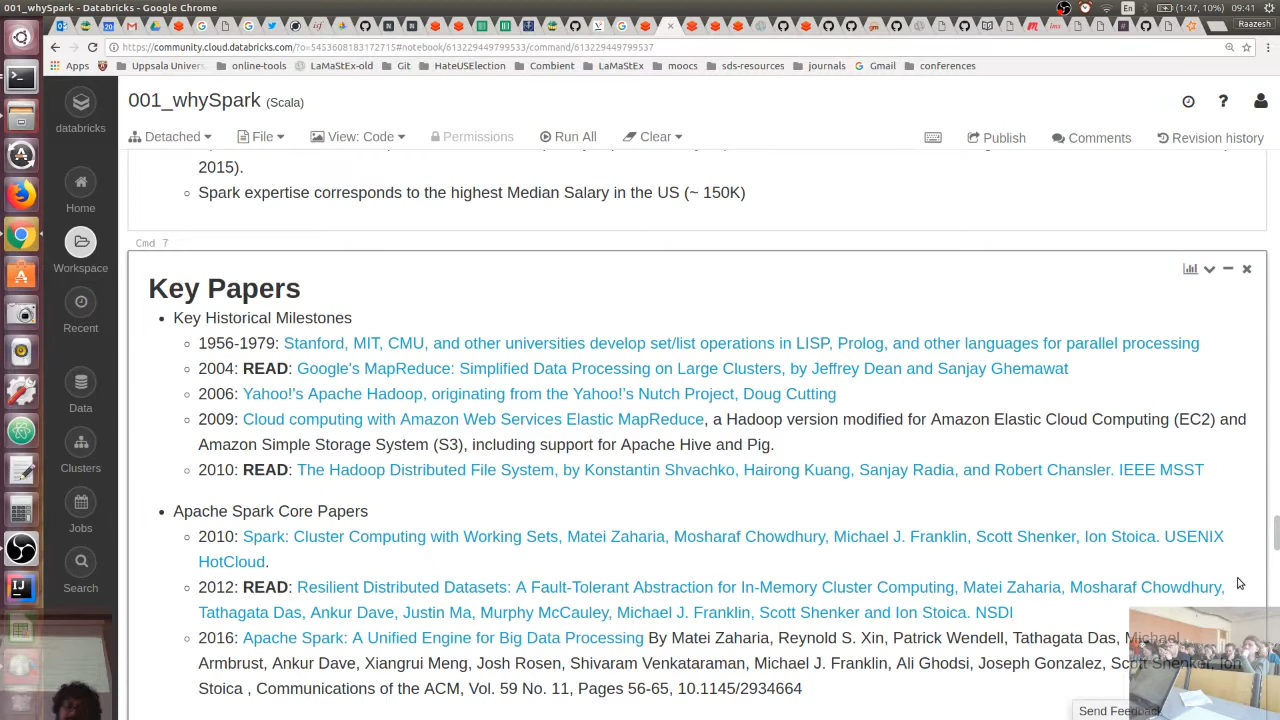 001_whySpark - Databricks - Google Chrome
En
(1:47, 10%)
09:41
Raazesh
https://community.cloud.databricks.com/?o=5453608183172715#notebook/613229449799533/command/613229449799537
Apps
Uppsala Univers
online-tools
LaMaStEx-old
Git
HateUSElection
Combient
LaMaStEx
moocs
sds-resources
journals
Gmail
conferences
databricks
Home
Workspace
Recent
Data
Clusters
Jobs
Search
001_whySpark (Scala)
Detached
File
View: Code
Permissions
Run All
Clear
Publish
Comments
Revision history
2015).
Spark expertise corresponds to the highest Median Salary in the US (~ 150K)
Cmd 7
Key Papers
Key Historical Milestones
1956-1979: Stanford, MIT, CMU, and other universities develop set/list operations in LISP, Prolog, and other languages for parallel processing
2004: READ: Google's MapReduce: Simplified Data Processing on Large Clusters, by Jeffrey Dean and Sanjay Ghemawat
2006: Yahoo!'s Apache Hadoop, originating from the Yahoo!'s Nutch Project, Doug Cutting
2009: Cloud computing with Amazon Web Services Elastic MapReduce, a Hadoop version modified for Amazon Elastic Cloud Computing (EC2) and
Amazon Simple Storage System (S3), including support for Apache Hive and Pig.
2010: READ: The Hadoop Distributed File System, by Konstantin Shvachko, Hairong Kuang, Sanjay Radia, and Robert Chansler. IEEE MSST
Apache Spark Core Papers
2010: Spark: Cluster Computing with Working Sets, Matei Zaharia, Mosharaf Chowdhury, Michael J. Franklin, Scott Shenker, Ion Stoica. USENIX
HotCloud.
2012: READ: Resilient Distributed Datasets: A Fault-Tolerant Abstraction for In-Memory Cluster Computing, Matei Zaharia, Mosharaf Chowdhury,
Tathagata Das, Ankur Dave, Justin Ma, Murphy McCauley, Michael J. Franklin, Scott Shenker and Ion Stoica. NSDI
2016: Apache Spark: A Unified Engine for Big Data Processing By Matei Zaharia, Reynold S. Xin, Patrick Wendell, Tathagata Das, Michael
Armbrust, Ankur Dave, Xiangrui Meng, Josh Rosen, Shivaram Venkataraman, Michael J. Franklin, Ali Ghodsi, Joseph Gonzalez, Scott Shenker, Ion
Stoica , Communications of the ACM, Vol. 59 No. 11, Pages 56-65, 10.1145/2934664
Send Feedback